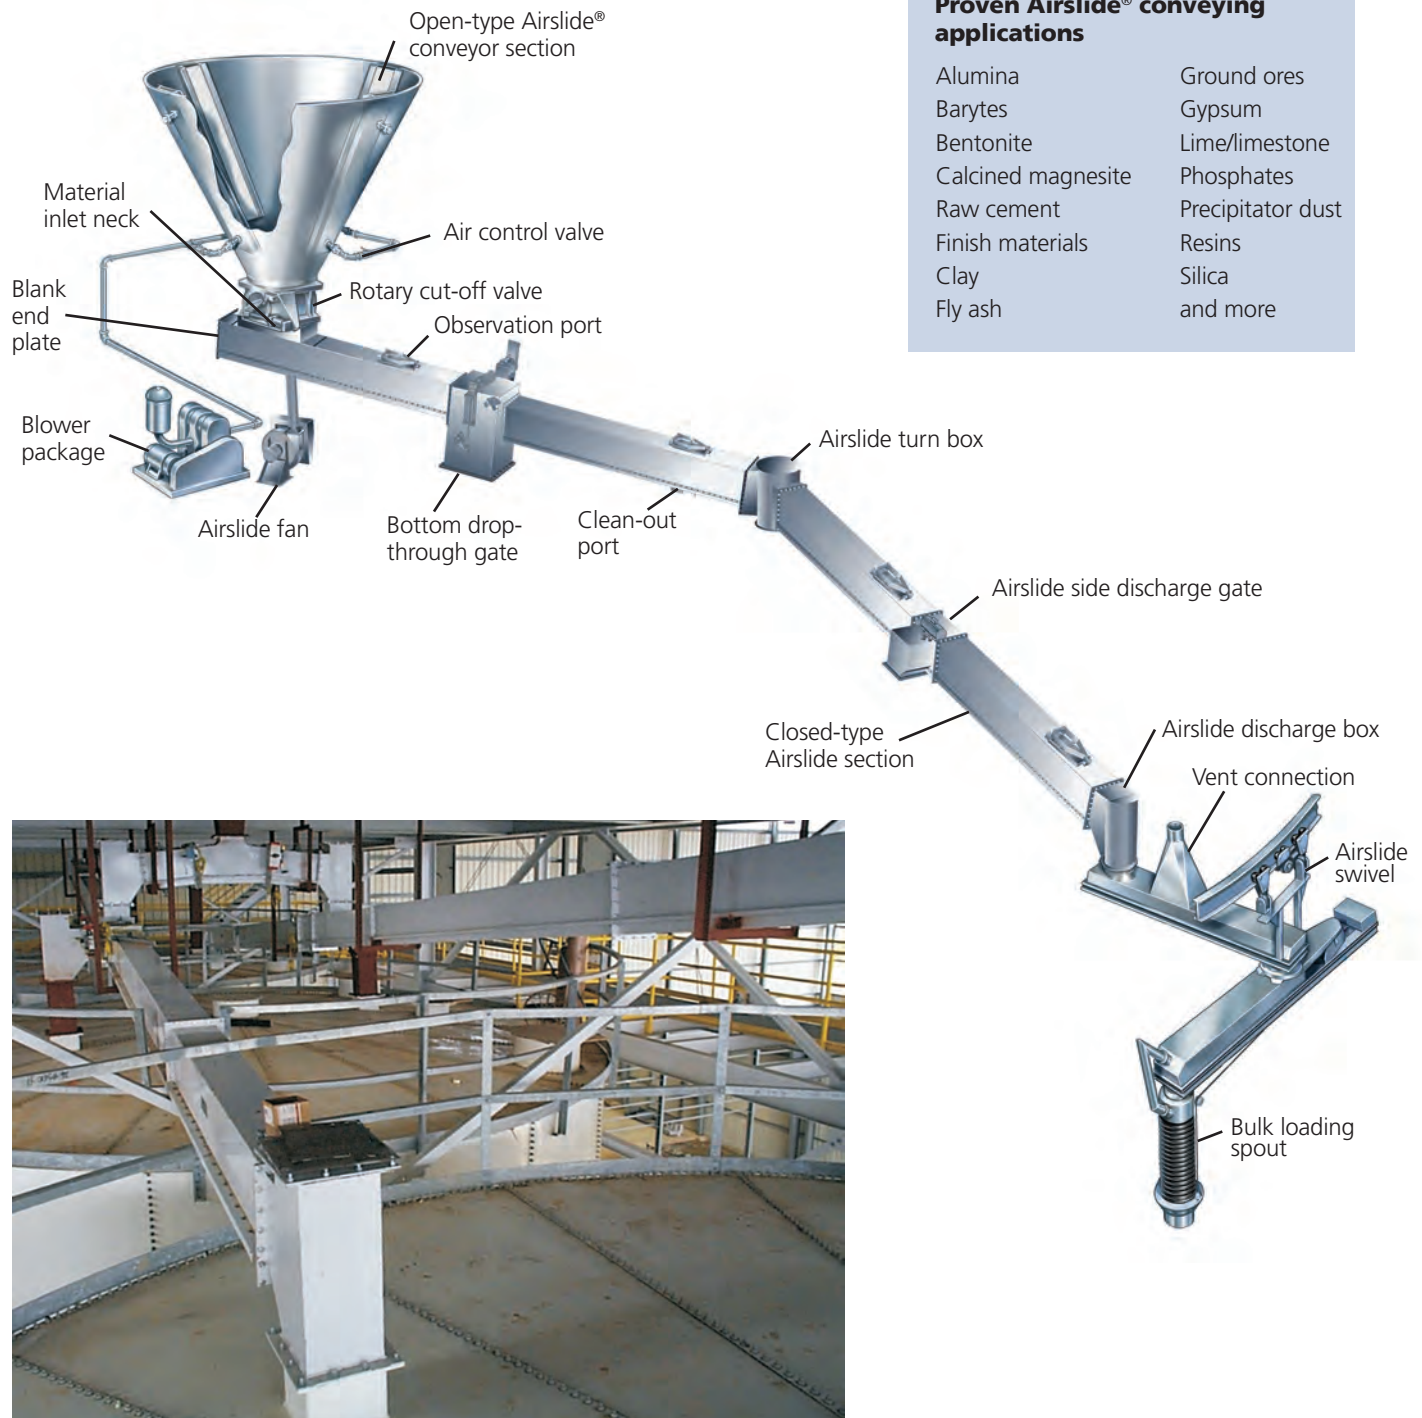 Open-type Airslide®
conveyor section
Proven Airslide® conveying
applications
Alumina
Barytes
Bentonite
Calcined magnesite
Raw cement
Finish materials
Clay
Fly ash
Ground ores
Gypsum
Lime/limestone
Phosphates
Precipitator dust
Resins
Silica
and more
Material
inlet neck
Air control valve
Blank
end
plate
Rotary cut-off valve
Observation port
Blower
package
Airslide fan
Bottom drop-
through gate
Clean-out
port
Airslide turn box
Airslide side discharge gate
Closed-type
Airslide section
Airslide discharge box
Vent connection
Airslide
swivel
Bulk loading
spout